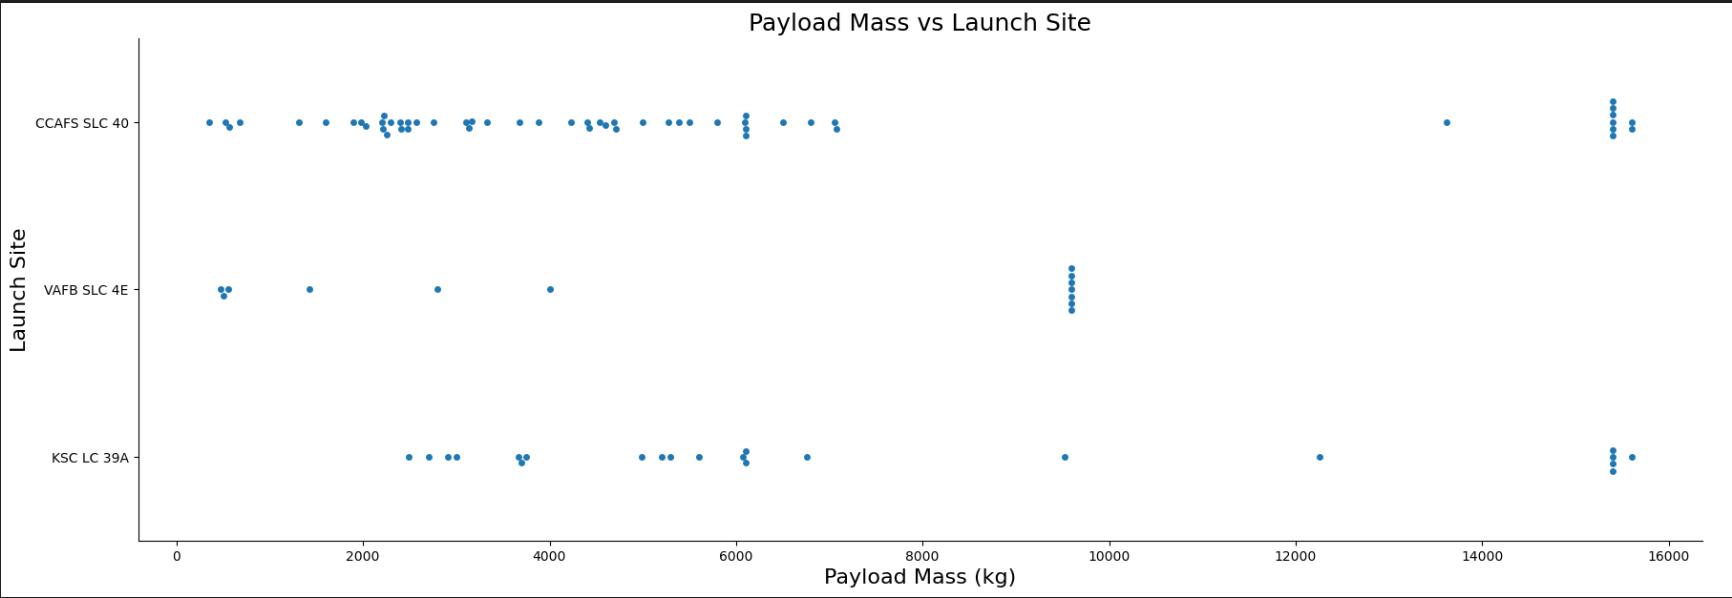 Payload Mass vs Launch Site
Launch Site
CCAFS SLC 40
VAFB SLC 4E
KSC LC 39A
0 2000 4000 6000 8000 10000 12000 14000 16000
Payload Mass (kg)